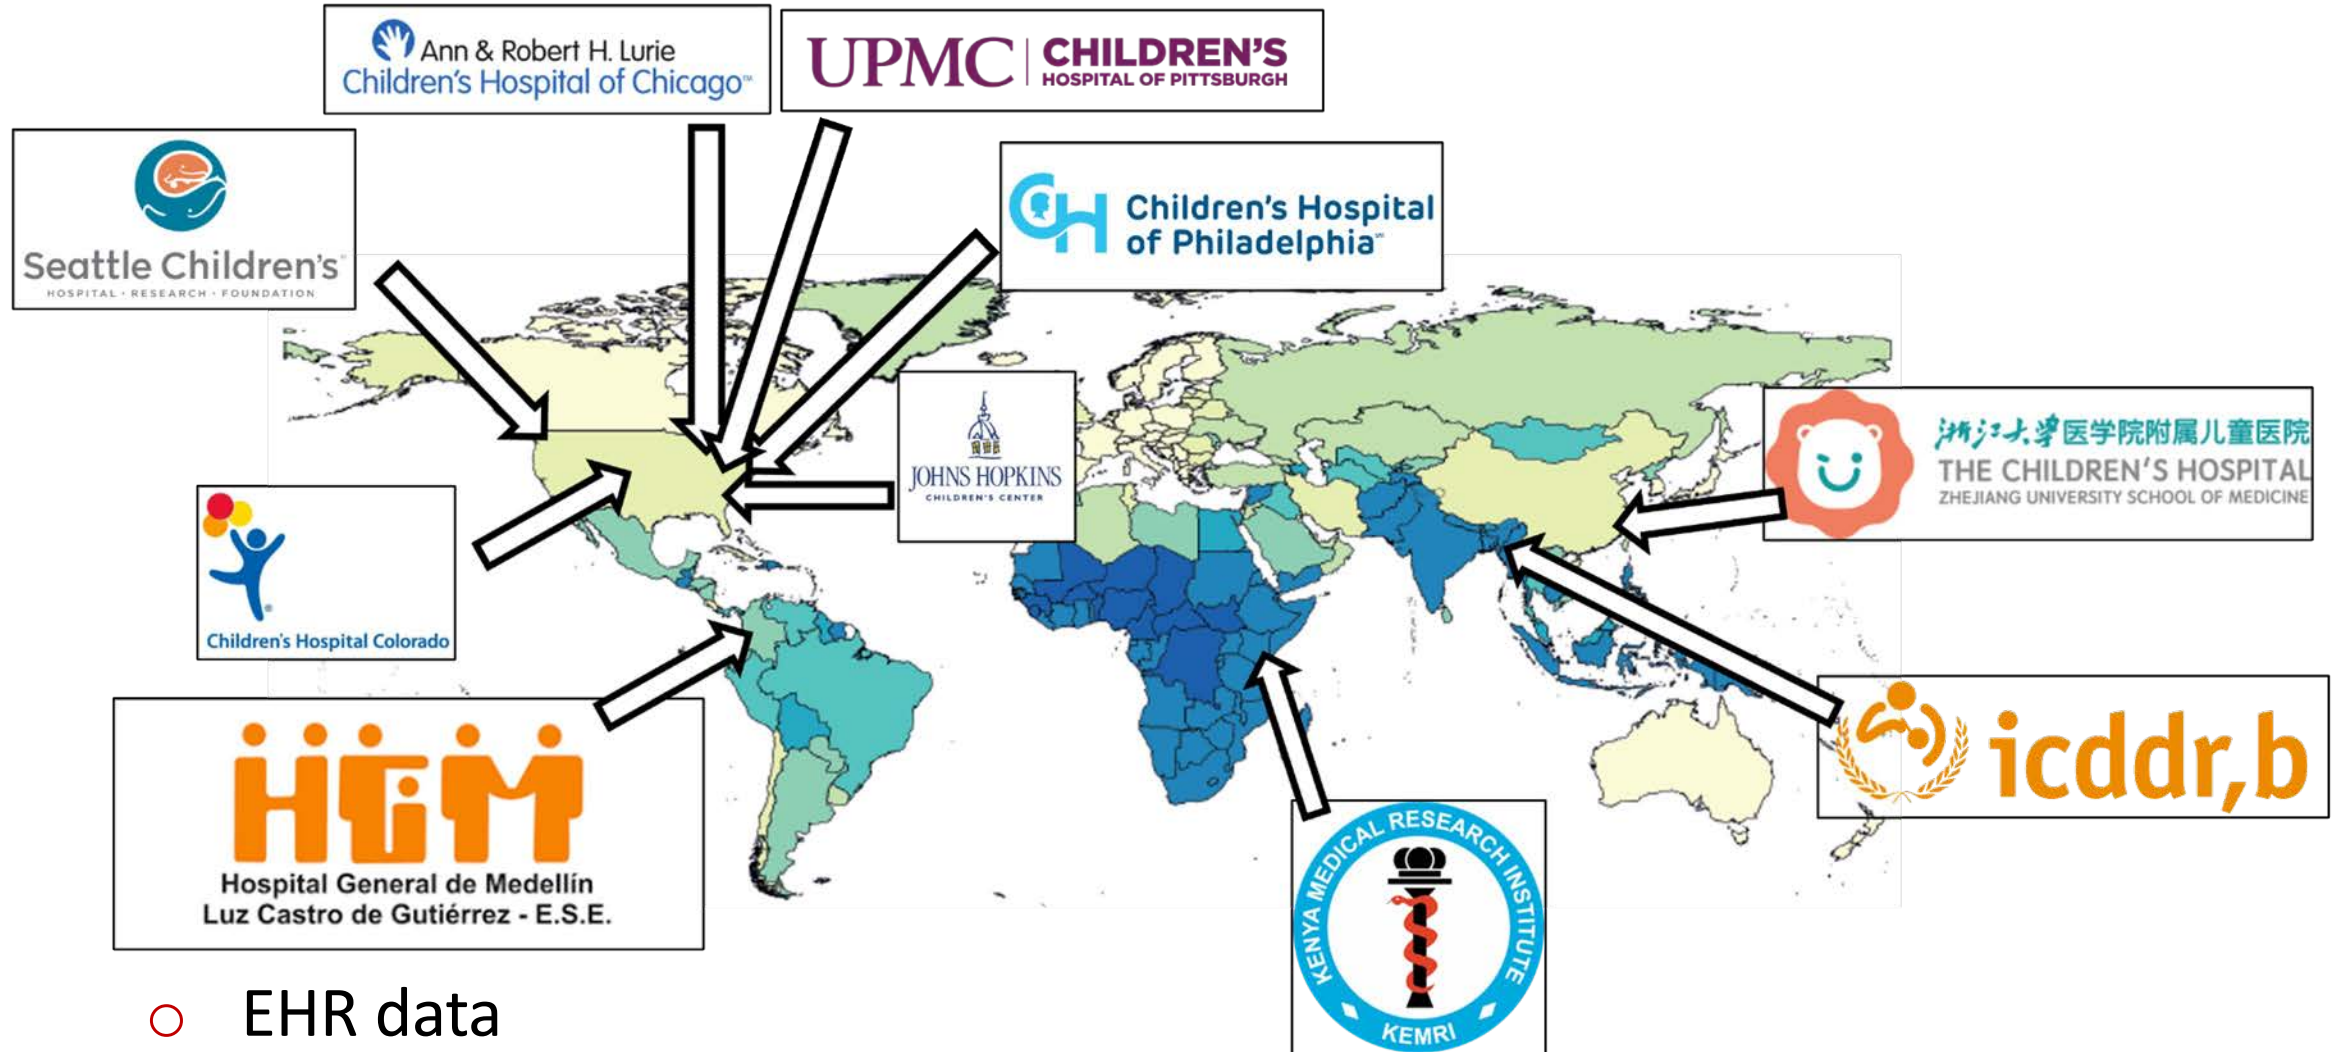 Ann & Robert H. Lurie
Children's Hospital of Chicago™
UPMC | CHILDREN'S
HOSPITAL OF PITTSBURGH
Seattle Children's
HOSPITAL · RESEARCH · FOUNDATION
Children's Hospital
of Philadelphia℠
JOHNS HOPKINS
CHILDREN'S CENTER
浙江大学医学院附属儿童医院
THE CHILDREN'S HOSPITAL
ZHEJIANG UNIVERSITY SCHOOL OF MEDICINE
Children's Hospital Colorado
HGM
Hospital General de Medellín
Luz Castro de Gutiérrez - E.S.E.
icddr,b
KENYA MEDICAL RESEARCH INSTITUTE
KEMRI
○ EHR data